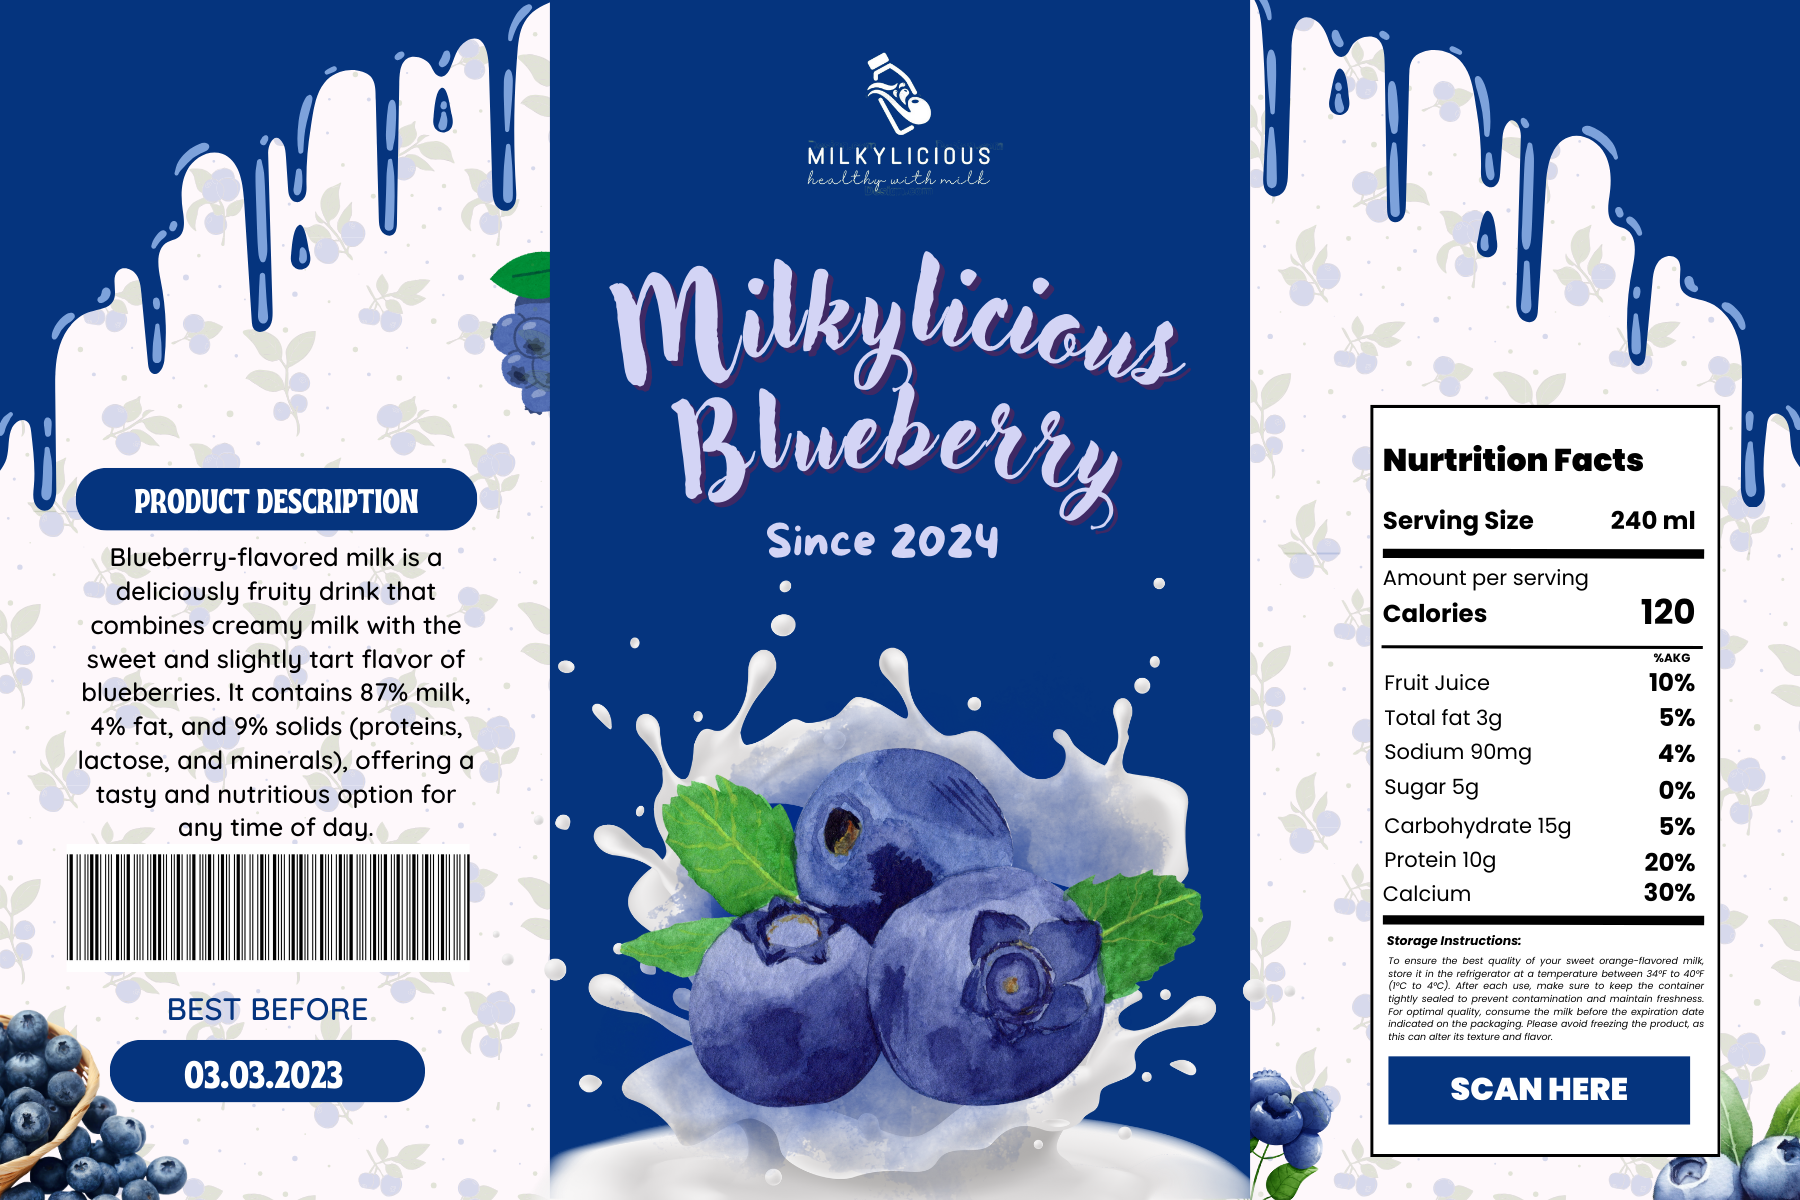 MILKYLICIOUS
healthy with milk
Milkylicious
Blueberry
Since 2024
PRODUCT DESCRIPTION
Blueberry-flavored milk is a
deliciously fruity drink that
combines creamy milk with the
sweet and slightly tart flavor of
blueberries. It contains 87% milk,
4% fat, and 9% solids (proteins,
lactose, and minerals), offering a
tasty and nutritious option for
any time of day.
BEST BEFORE
03.03.2023
Nurtrition Facts
Serving Size 240 ml
Amount per serving
Calories 120
%AKG
Fruit Juice 10%
Total fat 3g 5%
Sodium 90mg 4%
Sugar 5g 0%
Carbohydrate 15g 5%
Protein 10g 20%
Calcium 30%
Storage Instructions:
To ensure the best quality of your sweet orange-flavored milk,
store it in the refrigerator at a temperature between 34°F to 40°F
(1°C to 4°C). After each use, make sure to keep the container
tightly sealed to prevent contamination and maintain freshness.
For optimal quality, consume the milk before the expiration date
indicated on the packaging. Please avoid freezing the product, as
this can alter its texture and flavor.
SCAN HERE